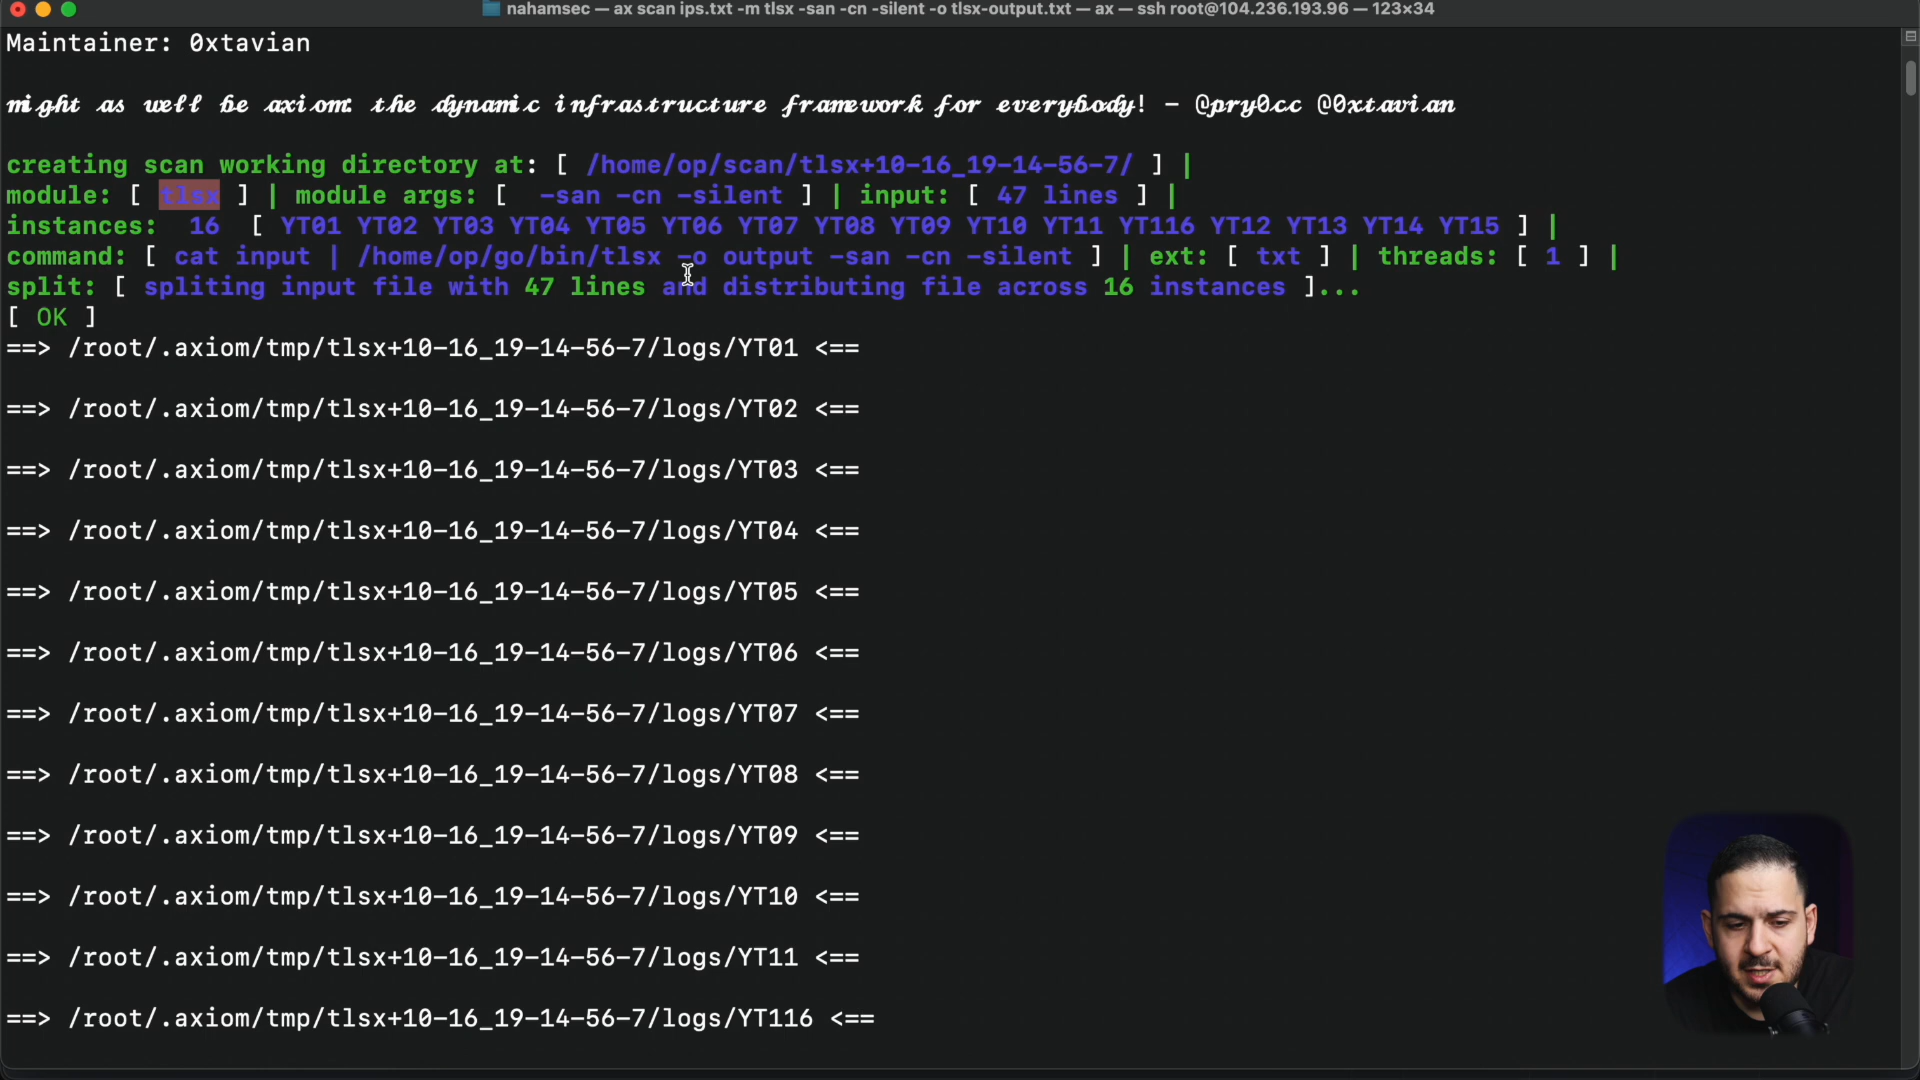 nahamsec — ax scan ips.txt -m tlsx -san -cn -silent -o tlsx-output.txt — ax — ssh root@104.236.193.96 — 123×34
Maintainer: 0xtavian
might as well be axiom: the dynamic infrastructure framework for everybody! - @pry0cc @0xtavian
creating scan working directory at: [ /home/op/scan/tlsx+10-16_19-14-56-7/ ] |
module: [ tlsx ] | module args: [  -san -cn -silent ] | input: [ 47 lines ] |
instances:  16  [ YT01 YT02 YT03 YT04 YT05 YT06 YT07 YT08 YT09 YT10 YT11 YT116 YT12 YT13 YT14 YT15 ] |
command: [ cat input | /home/op/go/bin/tlsx -o output -san -cn -silent ] | ext: [ txt ] | threads: [ 1 ] |
split: [ spliting input file with 47 lines and distributing file across 16 instances ]...
[ OK ]
==> /root/.axiom/tmp/tlsx+10-16_19-14-56-7/logs/YT01 <==
==> /root/.axiom/tmp/tlsx+10-16_19-14-56-7/logs/YT02 <==
==> /root/.axiom/tmp/tlsx+10-16_19-14-56-7/logs/YT03 <==
==> /root/.axiom/tmp/tlsx+10-16_19-14-56-7/logs/YT04 <==
==> /root/.axiom/tmp/tlsx+10-16_19-14-56-7/logs/YT05 <==
==> /root/.axiom/tmp/tlsx+10-16_19-14-56-7/logs/YT06 <==
==> /root/.axiom/tmp/tlsx+10-16_19-14-56-7/logs/YT07 <==
==> /root/.axiom/tmp/tlsx+10-16_19-14-56-7/logs/YT08 <==
==> /root/.axiom/tmp/tlsx+10-16_19-14-56-7/logs/YT09 <==
==> /root/.axiom/tmp/tlsx+10-16_19-14-56-7/logs/YT10 <==
==> /root/.axiom/tmp/tlsx+10-16_19-14-56-7/logs/YT11 <==
==> /root/.axiom/tmp/tlsx+10-16_19-14-56-7/logs/YT116 <==